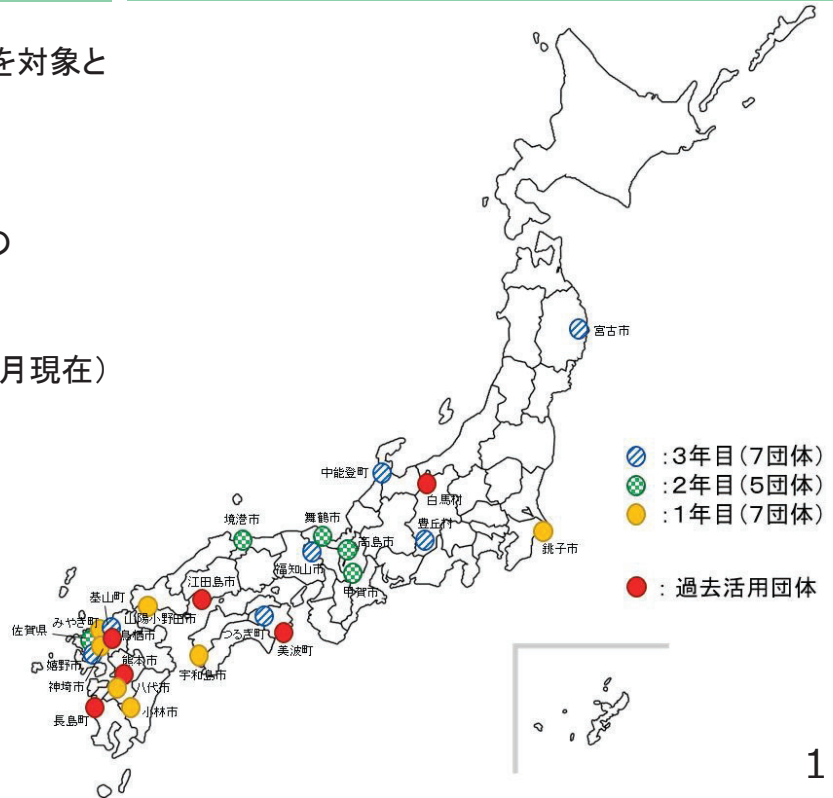 を対象と
の
月現在）
宮古市
中能登町
白馬村
：3年目（7団体）
：2年目（5団体）
：1年目（7団体）
：過去活用団体
境港市
舞鶴市
高島市
豊丘村
銚子市
福知山市
甲賀市
江田島市
基山町
みやき町
山陽小野田市
佐賀県
鳥栖市
つるぎ町
美波町
嬉野市
熊本市
宇和島市
神埼市
八代市
長島町
小林市
1